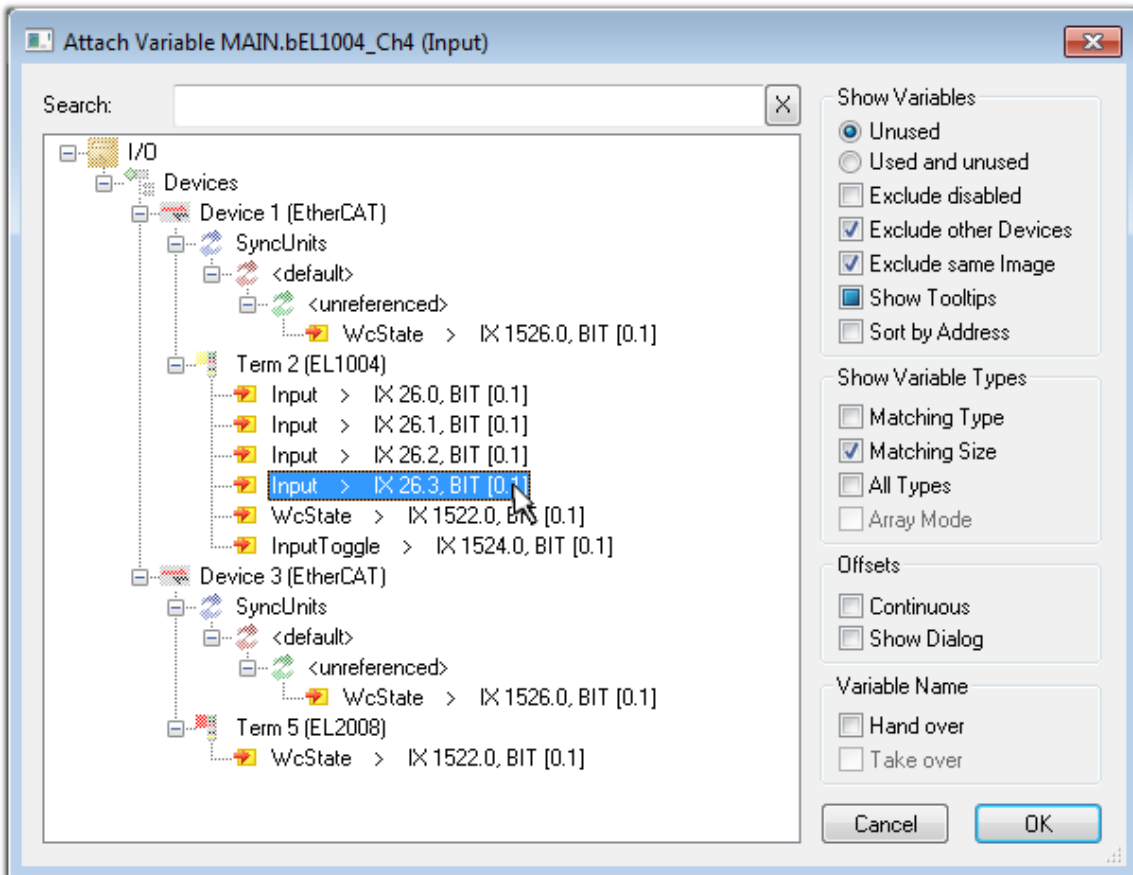 Attach Variable MAIN.bEL1004_Ch4 (Input)
Search:
X
I/O
Devices
Device 1 (EtherCAT)
SyncUnits
<default>
<unreferenced>
WcState > IX 1526.0, BIT [0.1]
Term 2 (EL1004)
Input > IX 26.0, BIT [0.1]
Input > IX 26.1, BIT [0.1]
Input > IX 26.2, BIT [0.1]
Input > IX 26.3, BIT [0.1]
WcState > IX 1522.0, BIT [0.1]
InputToggle > IX 1524.0, BIT [0.1]
Device 3 (EtherCAT)
SyncUnits
<default>
<unreferenced>
WcState > IX 1526.0, BIT [0.1]
Term 5 (EL2008)
WcState > IX 1522.0, BIT [0.1]
Show Variables
Unused
Used and unused
Exclude disabled
Exclude other Devices
Exclude same Image
Show Tooltips
Sort by Address
Show Variable Types
Matching Type
Matching Size
All Types
Array Mode
Offsets
Continuous
Show Dialog
Variable Name
Hand over
Take over
Cancel
OK